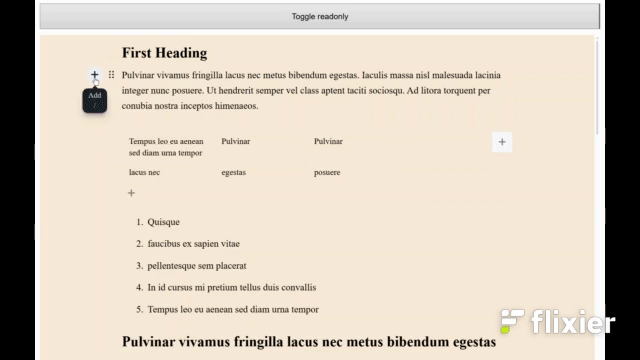 Toggle readonly
First Heading
Pulvinar vivamus fringilla lacus nec metus bibendum egestas. Iaculis massa nisl malesuada lacinia
integer nunc posuere. Ut hendrerit semper vel class aptent taciti sociosqu. Ad litora torquent per
conubia nostra inceptos himenaeos.
Add
/
Tempus leo eu aenean
sed diam urna tempor
Pulvinar
Pulvinar
lacus nec
egestas
posuere
1. Quisque
2. faucibus ex sapien vitae
3. pellentesque sem placerat
4. In id cursus mi pretium tellus duis convallis
5. Tempus leo eu aenean sed diam urna tempor
Pulvinar vivamus fringilla lacus nec metus bibendum egestas
flixier